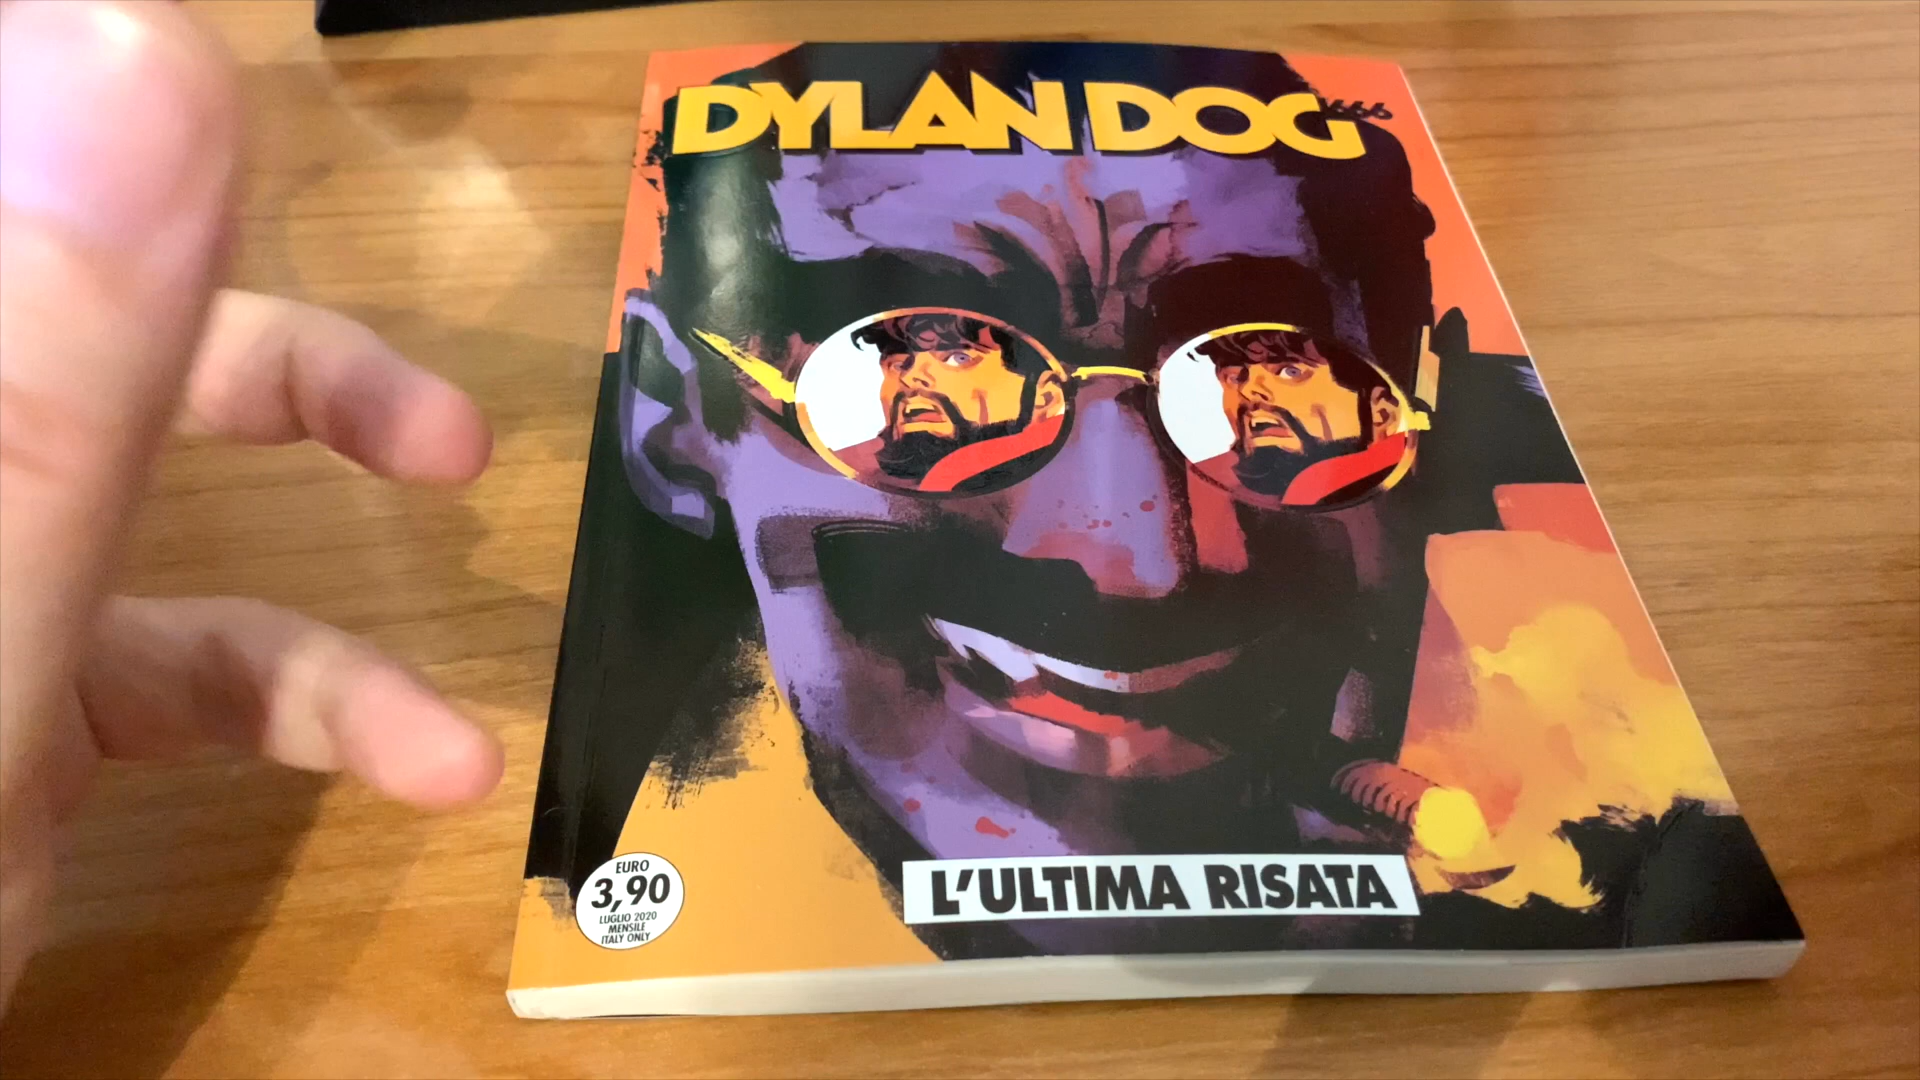 DYLAN DOG 666
L'ULTIMA RISATA
EURO
3,90
LUGLIO 2020
MENSILE
ITALY ONLY